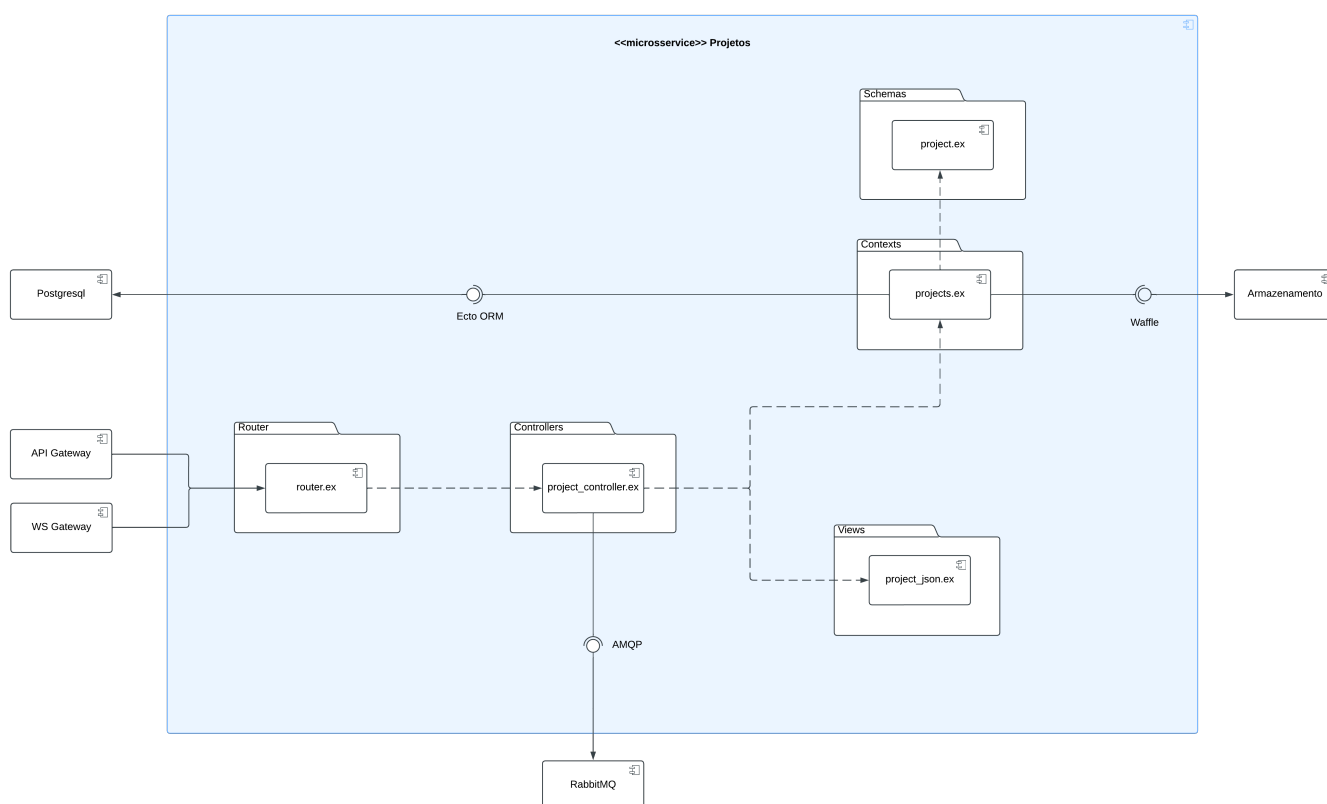 <<microsservice>> Projetos
Schemas
project.ex
Contexts
Postgresql
projects.ex
Armazenamento
Ecto ORM
Waffle
Router
Controllers
API Gateway
router.ex
project_controller.ex
WS Gateway
Views
project_json.ex
AMQP
RabbitMQ